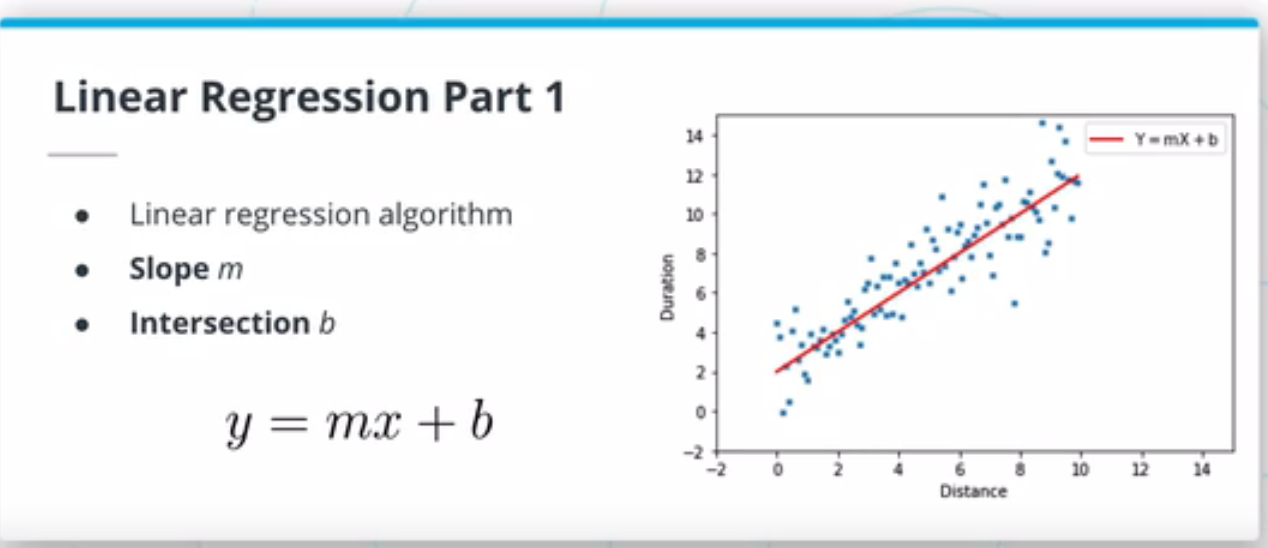 Linear Regression Part 1
● Linear regression algorithm
● Slope m
● Intersection b
y = mx + b
Y = mX + b
14
12
10
8
6
4
2
0
−2
Duration
−2 0 2 4 6 8 10 12 14
Distance